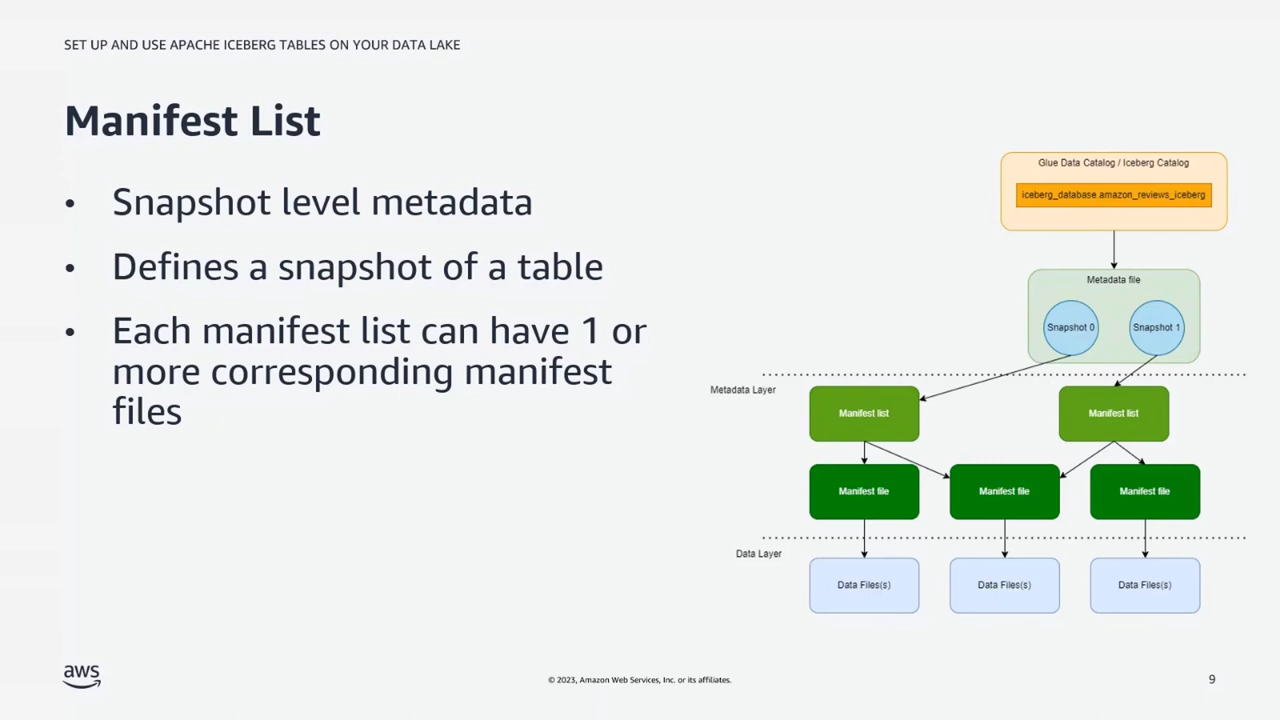 SET UP AND USE APACHE ICEBERG TABLES ON YOUR DATA LAKE
Manifest List
• Snapshot level metadata
• Defines a snapshot of a table
• Each manifest list can have 1 or
more corresponding manifest
files
Glue Data Catalog / Iceberg Catalog
iceberg_database.amazon_reviews_iceberg
Metadata file
Snapshot 0
Snapshot 1
Metadata Layer
Manifest list
Manifest list
Manifest file
Manifest file
Manifest file
Data Layer
Data Files(s)
Data Files(s)
Data Files(s)
aws
© 2023, Amazon Web Services, Inc. or its affiliates.
9